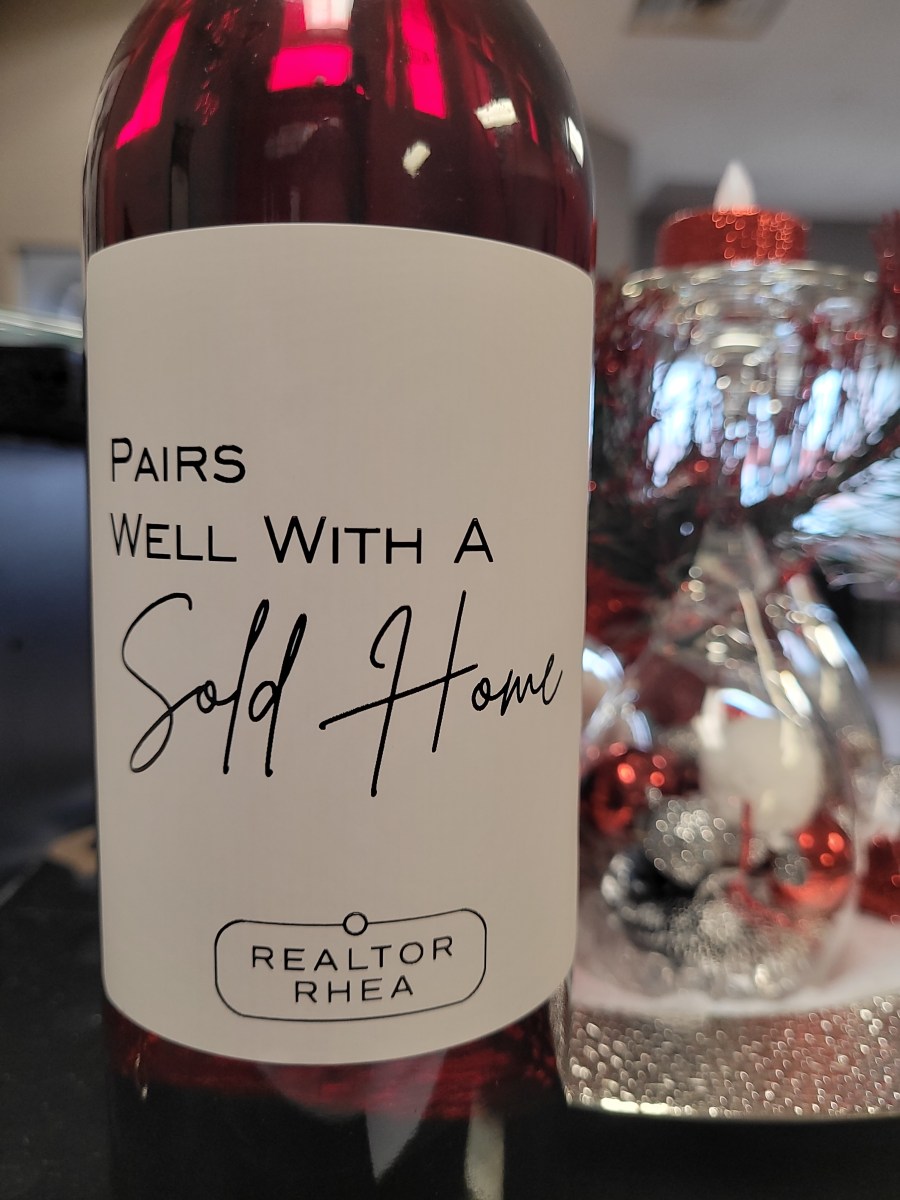 PAIRS
WELL WITH A
Sold Home
REALTOR
RHEA